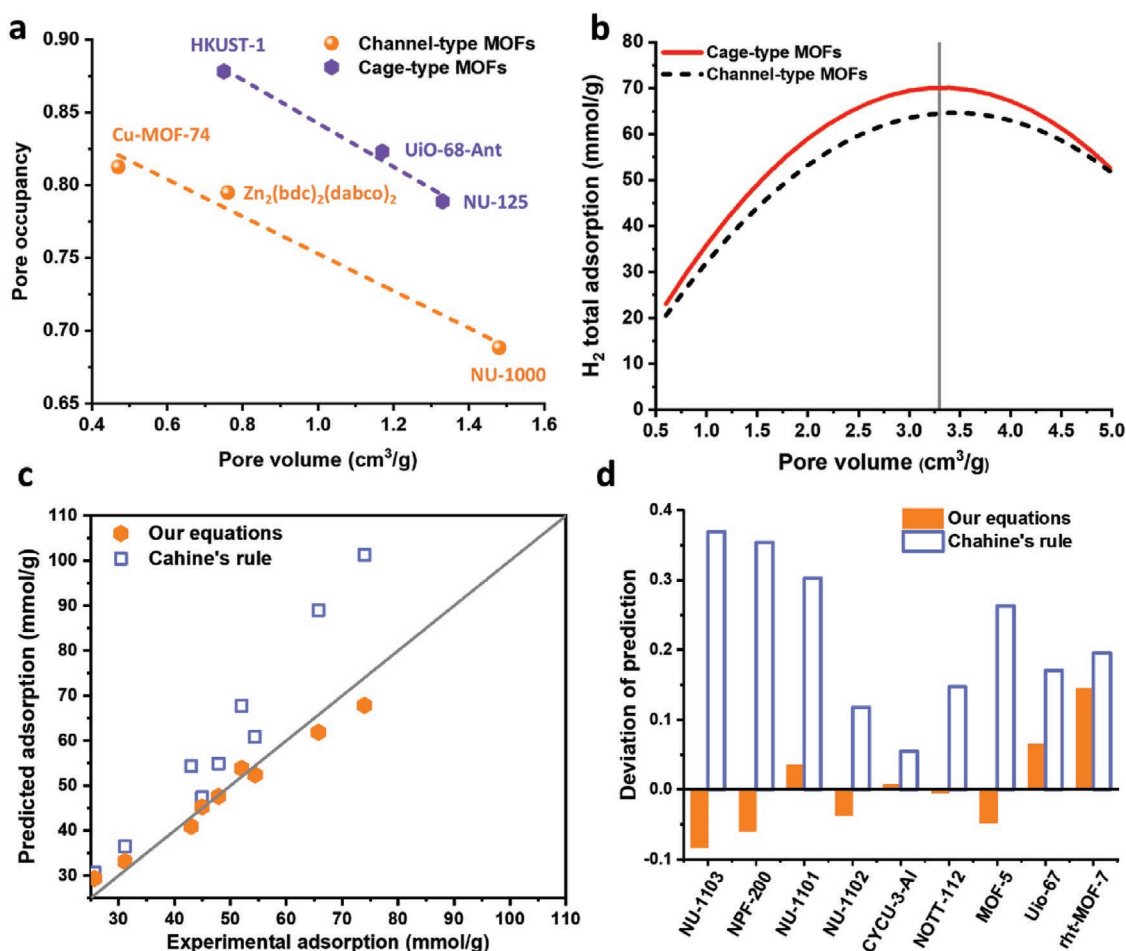 a
0.90
0.85
0.80
0.75
0.70
0.65
Pore occupancy
HKUST-1
Channel-type MOFs
Cage-type MOFs
Cu-MOF-74
UiO-68-Ant
Zn₂(bdc)₂(dabco)₂
NU-125
NU-1000
0.4 0.6 0.8 1.0 1.2 1.4 1.6
Pore volume (cm³/g)
b
80
70
60
50
40
30
20
10
0
H₂ total adsorption (mmol/g)
Cage-type MOFs
Channel-type MOFs
0.5 1.0 1.5 2.0 2.5 3.0 3.5 4.0 4.5 5.0
Pore volume (cm³/g)
c
110
100
90
80
70
60
50
40
30
Predicted adsorption (mmol/g)
Our equations
Cahine's rule
30 40 50 60 70 80 90 100 110
Experimental adsorption (mmol/g)
d
0.4
0.3
0.2
0.1
0.0
-0.1
Deviation of prediction
Our equations
Chahine's rule
NU-1103
NPF-200
NU-1101
NU-1102
CYCU-3-Al
NOTT-112
MOF-5
Uio-67
rht-MOF-7